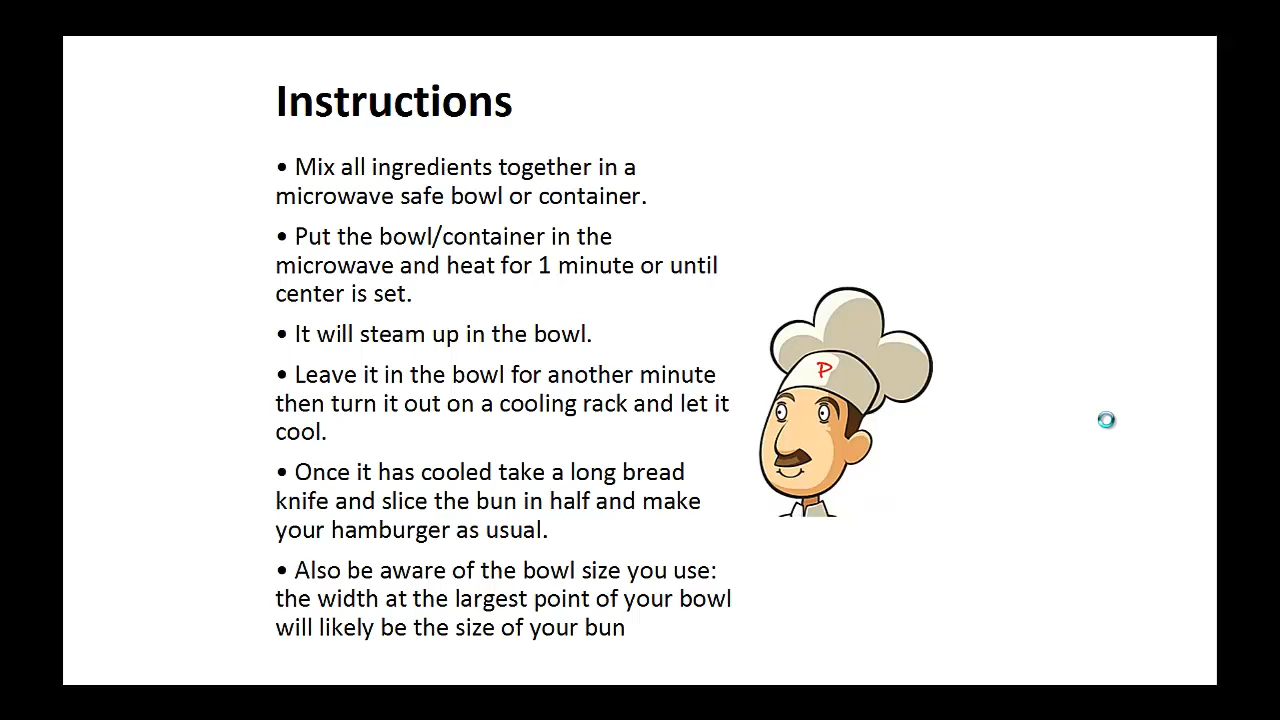 Instructions
• Mix all ingredients together in a
microwave safe bowl or container.
• Put the bowl/container in the
microwave and heat for 1 minute or until
center is set.
• It will steam up in the bowl.
• Leave it in the bowl for another minute
then turn it out on a cooling rack and let it
cool.
• Once it has cooled take a long bread
knife and slice the bun in half and make
your hamburger as usual.
• Also be aware of the bowl size you use:
the width at the largest point of your bowl
will likely be the size of your bun
P